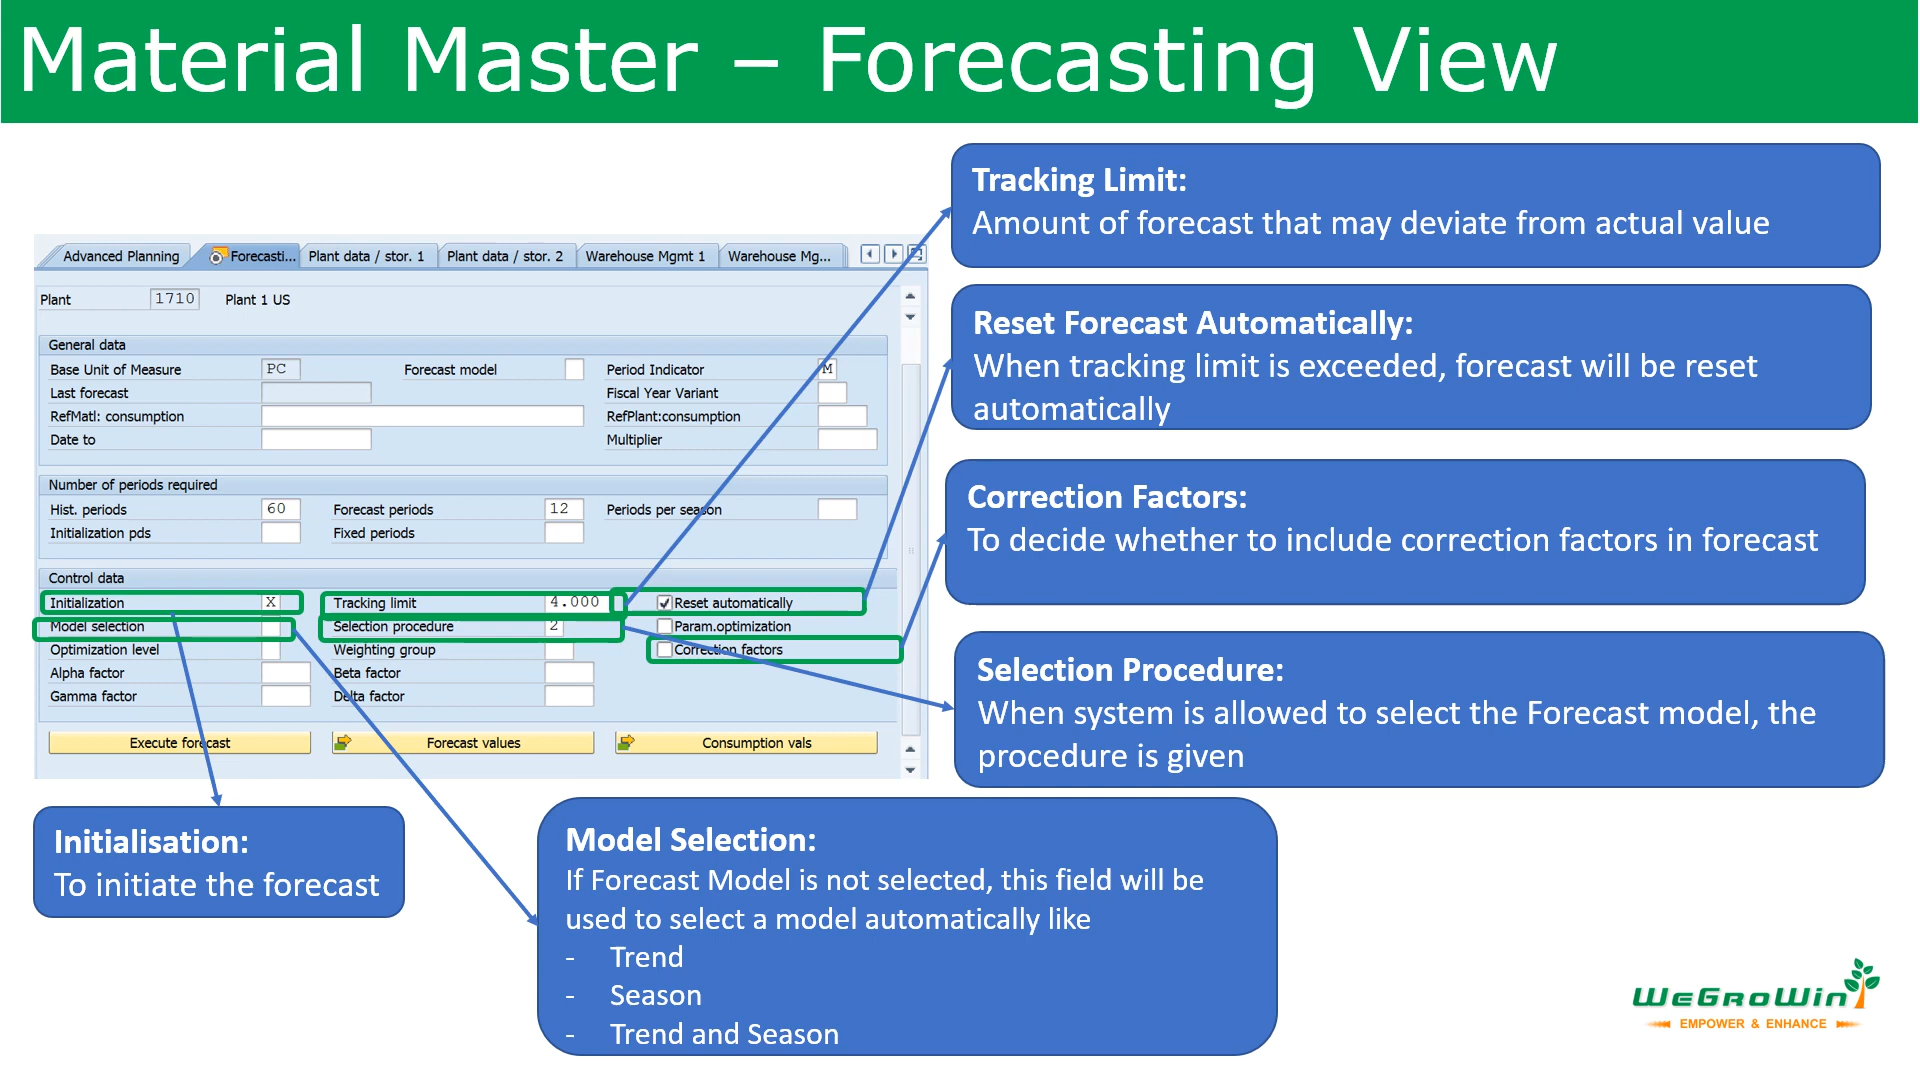 Material Master – Forecasting View
Tracking Limit:
Amount of forecast that may deviate from actual value
Reset Forecast Automatically:
When tracking limit is exceeded, forecast will be reset
automatically
Correction Factors:
To decide whether to include correction factors in forecast
Selection Procedure:
When system is allowed to select the Forecast model, the
procedure is given
Advanced Planning Forecasti... Plant data / stor. 1 Plant data / stor. 2 Warehouse Mgmt 1 Warehouse Mg...
Plant 1710 Plant 1 US
General data
Base Unit of Measure PC Forecast model Period Indicator M
Last forecast Fiscal Year Variant
RefMatl: consumption RefPlant:consumption
Date to Multiplier
Number of periods required
Hist. periods 60 Forecast periods 12 Periods per season
Initialization pds Fixed periods
Control data
Initialization X Tracking limit 4.000 Reset automatically
Model selection Selection procedure 2 Param.optimization
Optimization level Weighting group Correction factors
Alpha factor Beta factor
Gamma factor Delta factor
Execute forecast Forecast values Consumption vals
Initialisation:
To initiate the forecast
Model Selection:
If Forecast Model is not selected, this field will be
used to select a model automatically like
- Trend
- Season
- Trend and Season
WeGroWin
EMPOWER & ENHANCE